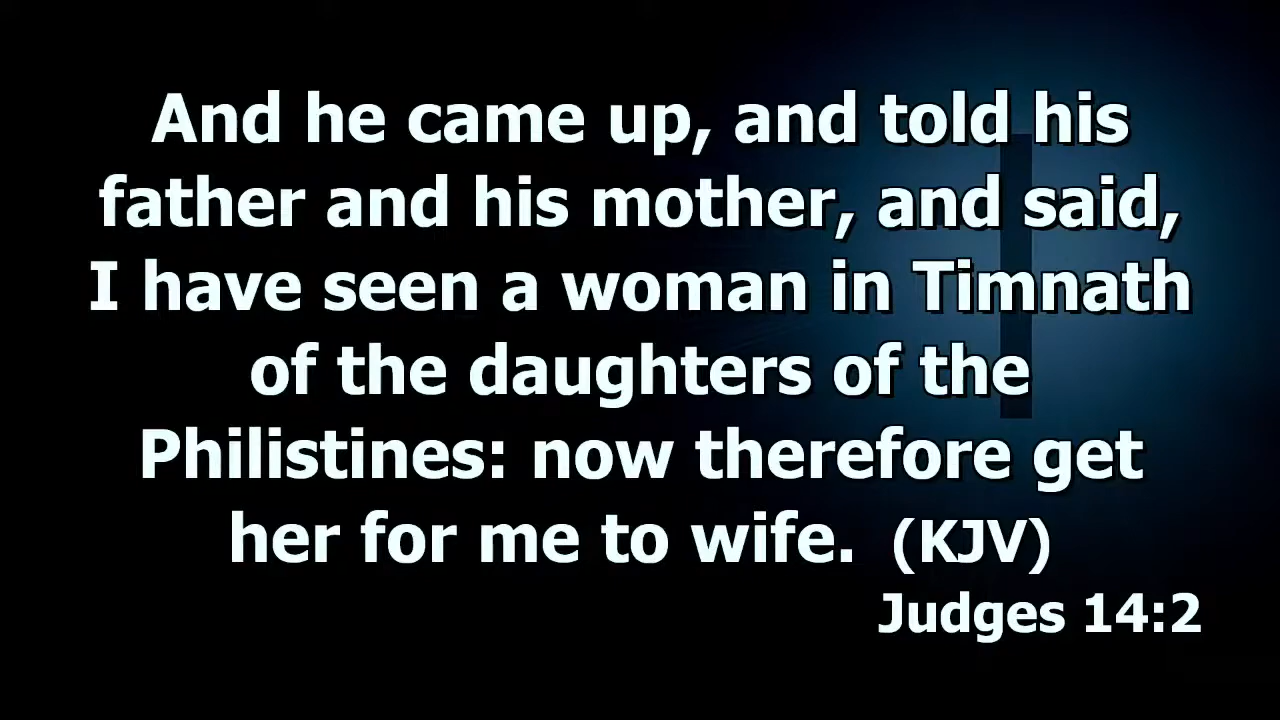 And he came up, and told his
father and his mother, and said,
I have seen a woman in Timnath
of the daughters of the
Philistines: now therefore get
her for me to wife. (KJV)
Judges 14:2